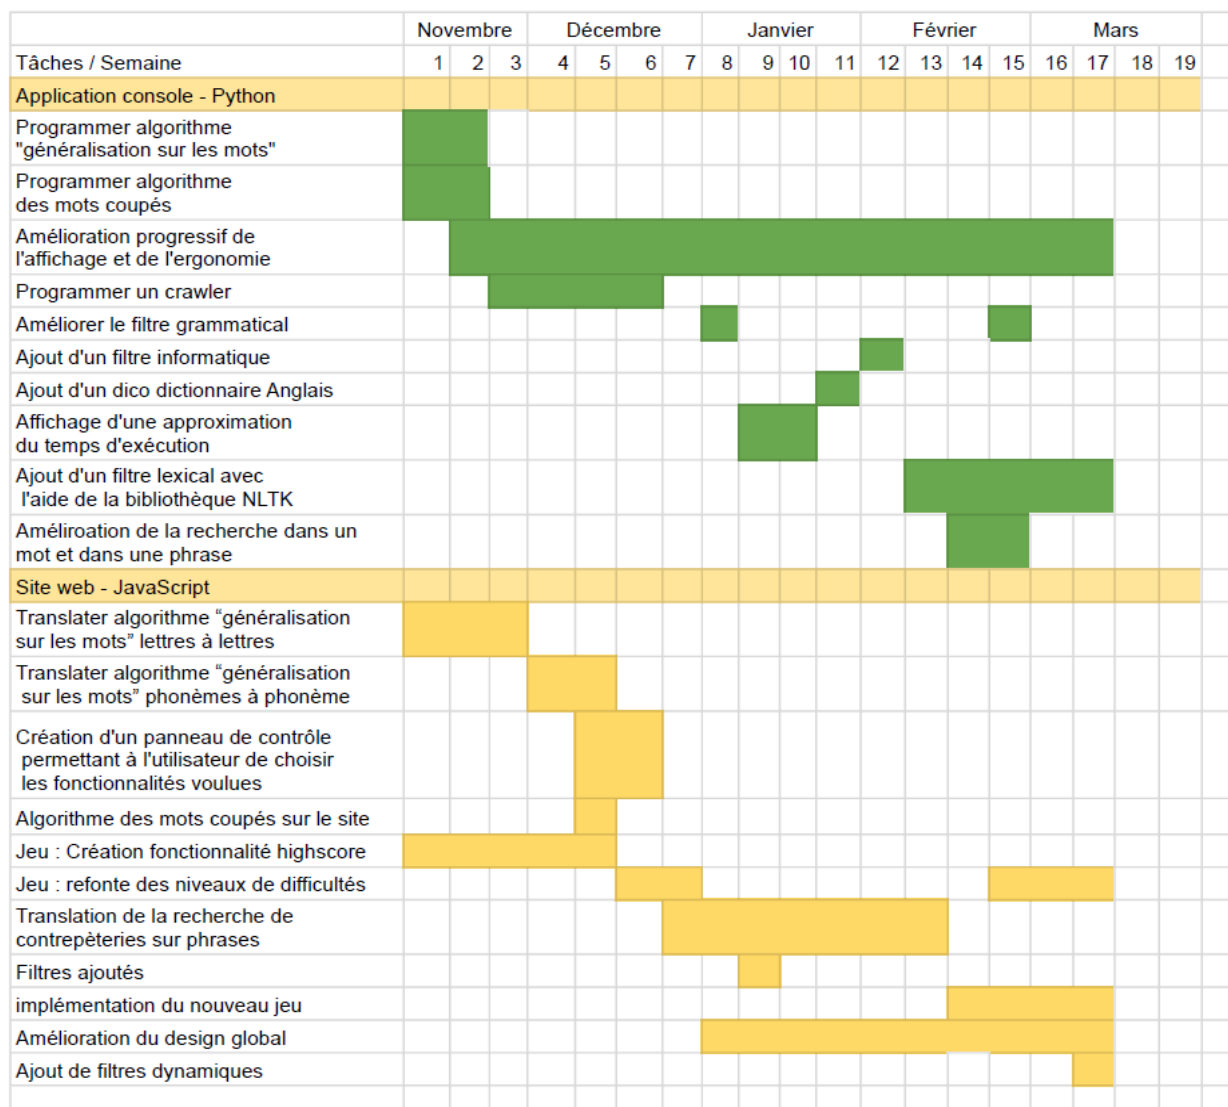 Novembre Décembre Janvier Février Mars
Tâches / Semaine 1 2 3 4 5 6 7 8 9 10 11 12 13 14 15 16 17 18 19
Application console - Python
Programmer algorithme
"généralisation sur les mots"
Programmer algorithme
des mots coupés
Amélioration progressif de
l'affichage et de l'ergonomie
Programmer un crawler
Améliorer le filtre grammatical
Ajout d'un filtre informatique
Ajout d'un dico dictionnaire Anglais
Affichage d'une approximation
du temps d'exécution
Ajout d'un filtre lexical avec
l'aide de la bibliothèque NLTK
Améliroation de la recherche dans un
mot et dans une phrase
Site web - JavaScript
Translater algorithme “généralisation
sur les mots” lettres à lettres
Translater algorithme “généralisation
sur les mots” phonèmes à phonème
Création d'un panneau de contrôle
permettant à l'utilisateur de choisir
les fonctionnalités voulues
Algorithme des mots coupés sur le site
Jeu : Création fonctionnalité highscore
Jeu : refonte des niveaux de difficultés
Translation de la recherche de
contrepèteries sur phrases
Filtres ajoutés
implémentation du nouveau jeu
Amélioration du design global
Ajout de filtres dynamiques